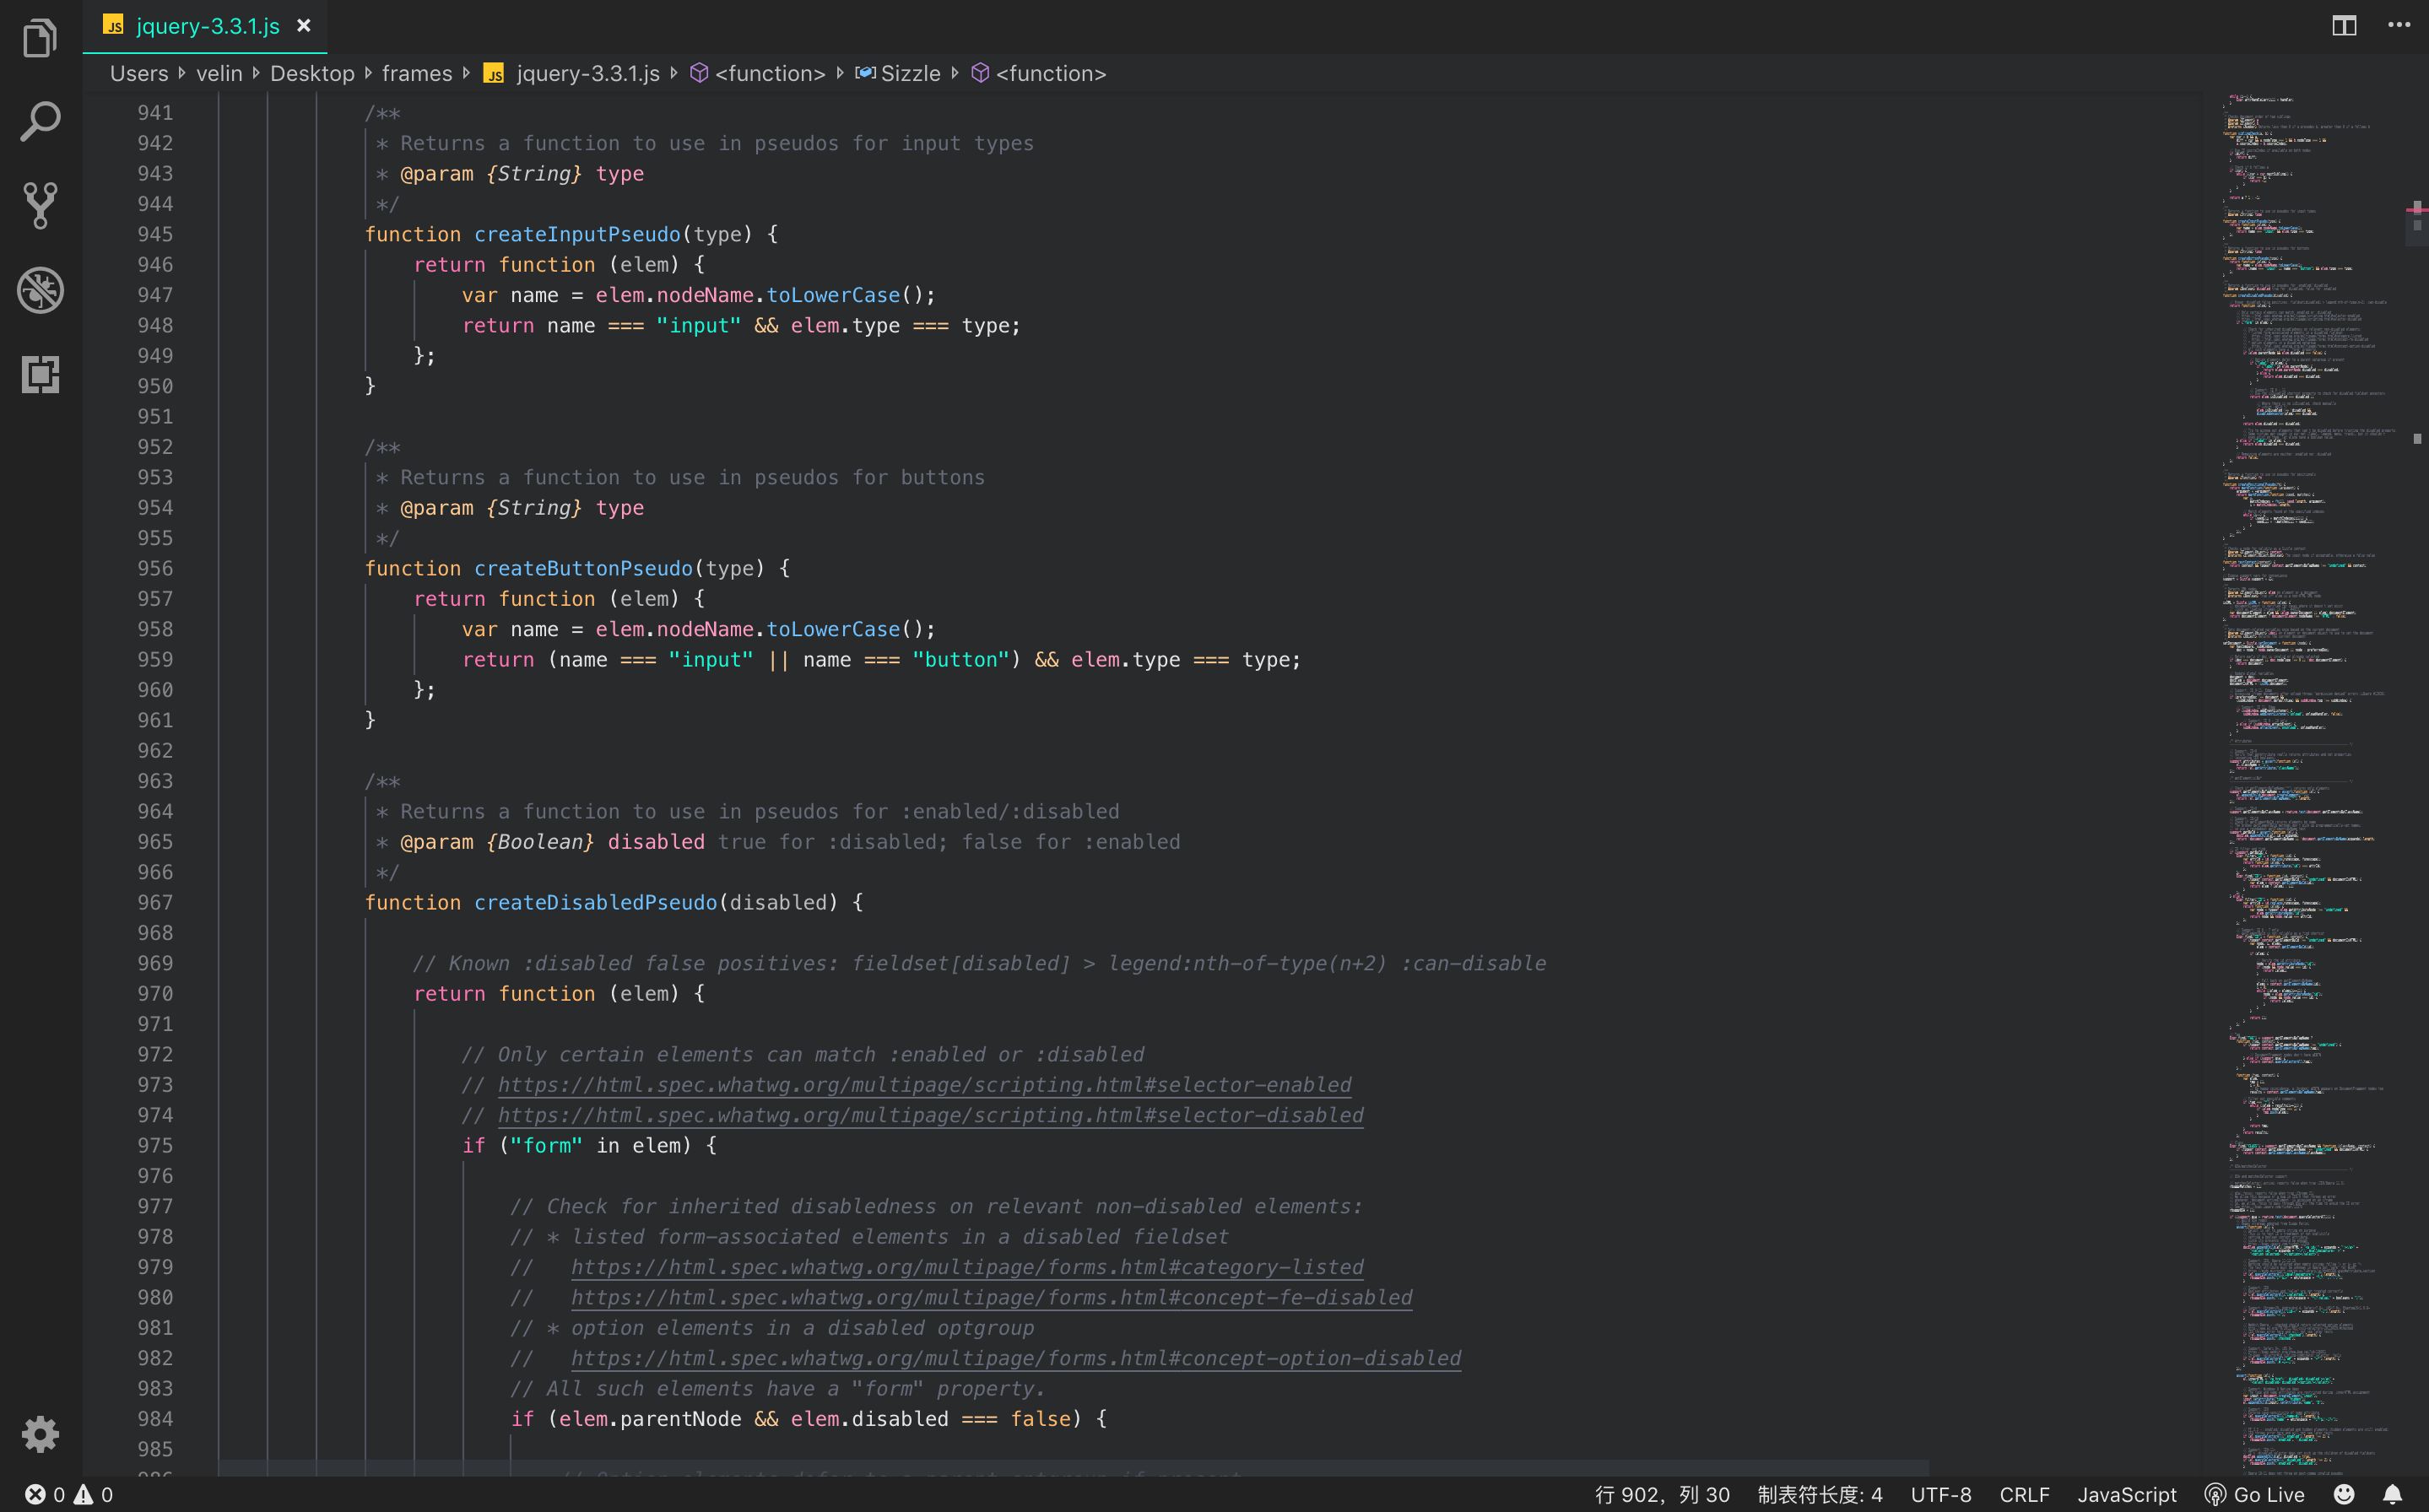 JS jquery-3.3.1.js
Users velin Desktop frames JS jquery-3.3.1.js <function> Sizzle <function>
941 /**
942 * Returns a function to use in pseudos for input types
943 * @param {String} type
944 */
945 function createInputPseudo(type) {
946 return function (elem) {
947 var name = elem.nodeName.toLowerCase();
948 return name === "input" && elem.type === type;
949 };
950 }
951
952 /**
953 * Returns a function to use in pseudos for buttons
954 * @param {String} type
955 */
956 function createButtonPseudo(type) {
957 return function (elem) {
958 var name = elem.nodeName.toLowerCase();
959 return (name === "input" || name === "button") && elem.type === type;
960 };
961 }
962
963 /**
964 * Returns a function to use in pseudos for :enabled/:disabled
965 * @param {Boolean} disabled true for :disabled; false for :enabled
966 */
967 function createDisabledPseudo(disabled) {
968
969 // Known :disabled false positives: fieldset[disabled] > legend:nth-of-type(n+2) :can-disable
970 return function (elem) {
971
972 // Only certain elements can match :enabled or :disabled
973 // https://html.spec.whatwg.org/multipage/scripting.html#selector-enabled
974 // https://html.spec.whatwg.org/multipage/scripting.html#selector-disabled
975 if ("form" in elem) {
976
977 // Check for inherited disabledness on relevant non-disabled elements:
978 // * listed form-associated elements in a disabled fieldset
979 // https://html.spec.whatwg.org/multipage/forms.html#category-listed
980 // https://html.spec.whatwg.org/multipage/forms.html#concept-fe-disabled
981 // * option elements in a disabled optgroup
982 // https://html.spec.whatwg.org/multipage/forms.html#concept-option-disabled
983 // All such elements have a "form" property.
984 if (elem.parentNode && elem.disabled === false) {
985
0 0 行 902，列 30 制表符长度: 4 UTF-8 CRLF JavaScript Go Live